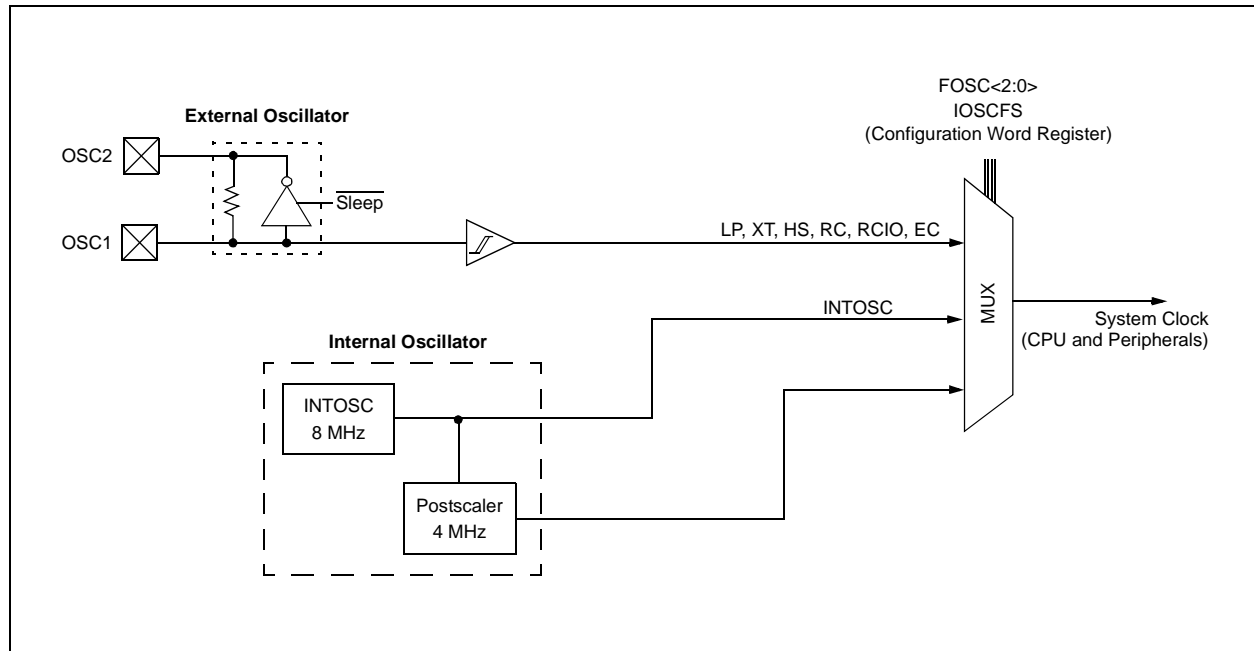 FOSC<2:0>
IOSCFS
(Configuration Word Register)
External Oscillator
OSC2
Sleep
OSC1
LP, XT, HS, RC, RCIO, EC
MUX
INTOSC
System Clock
(CPU and Peripherals)
Internal Oscillator
INTOSC
8 MHz
Postscaler
4 MHz